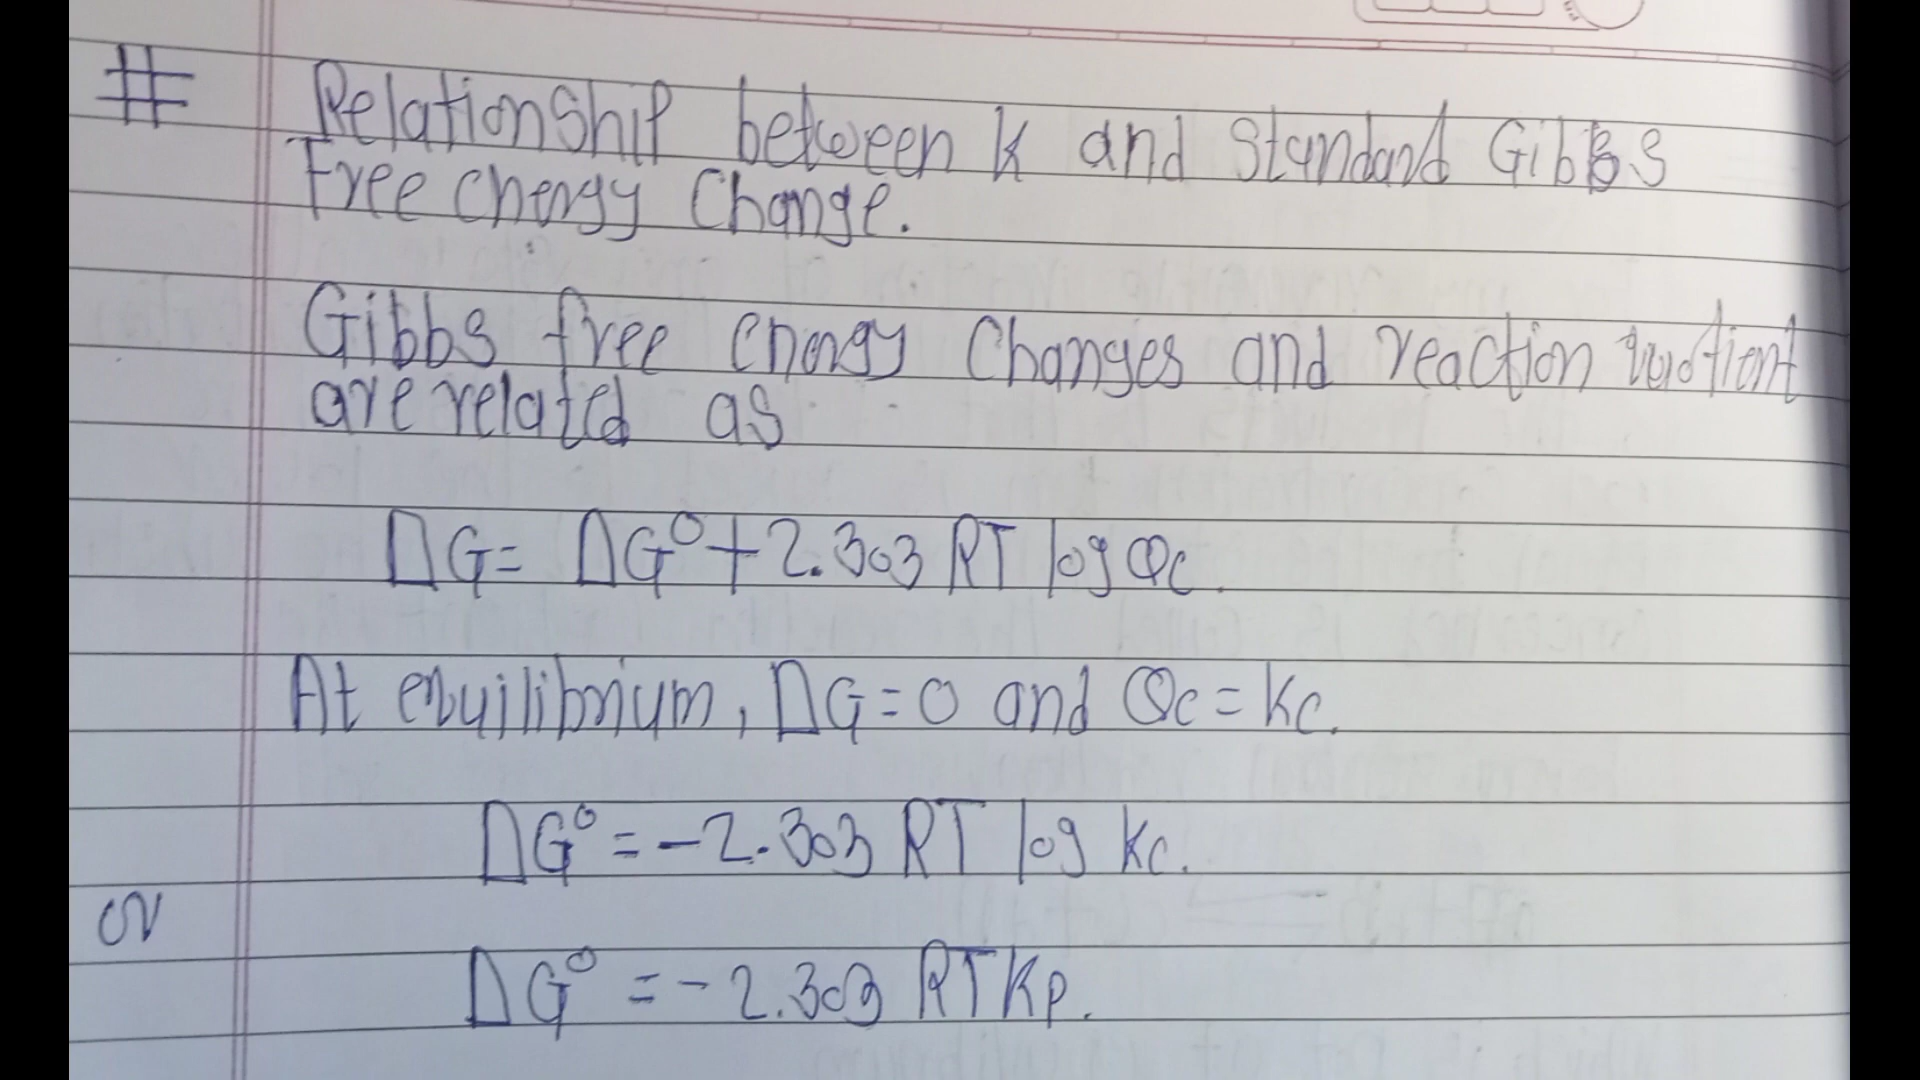 # Relationship between K and Standard Gibbs
Free energy Change.
Gibbs free energy Changes and reaction quotient
are related as
ΔG = ΔG° + 2.303 RT log Qc.
At equilibrium, ΔG = 0 and Qc = Kc.
ΔG° = -2.303 RT log Kc.
or
ΔG° = -2.303 RT Kp.